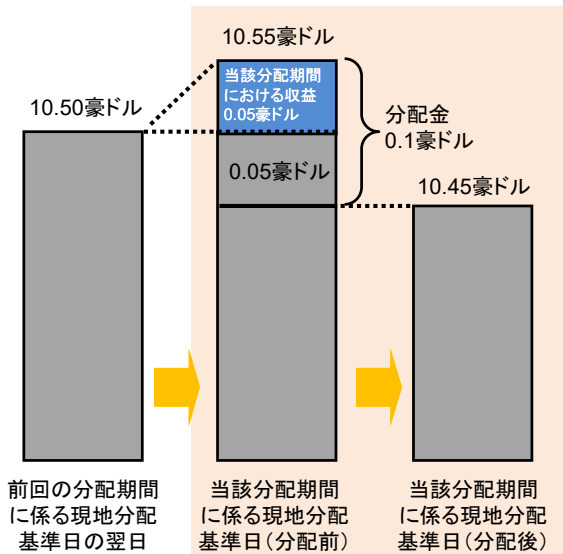 10.50豪ドル
10.55豪ドル
当該分配期間
における収益
0.05豪ドル
0.05豪ドル
分配金
0.1豪ドル
10.45豪ドル
前回の分配期間
に係る現地分配
基準日の翌日
当該分配期間
に係る現地分配
基準日(分配前)
当該分配期間
に係る現地分配
基準日(分配後)